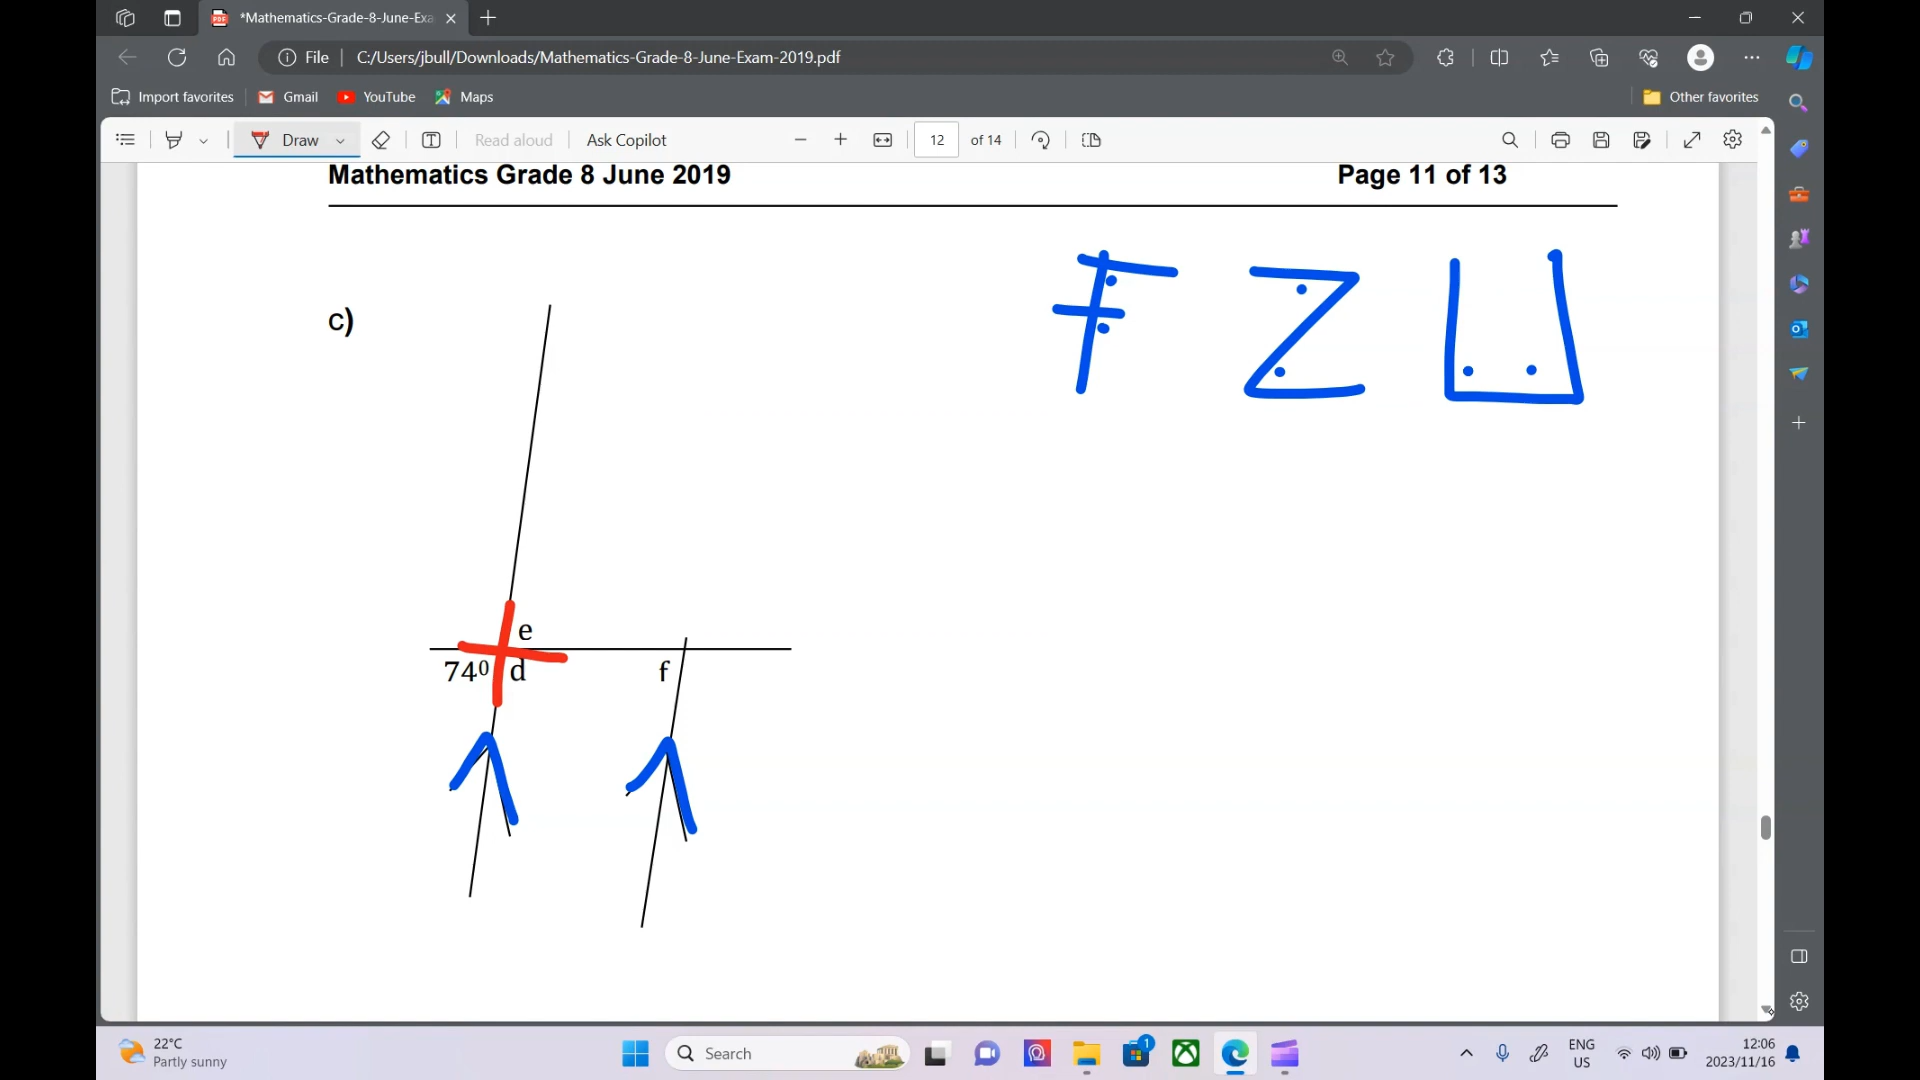 *Mathematics-Grade-8-June-Exa
File C:/Users/jbull/Downloads/Mathematics-Grade-8-June-Exam-2019.pdf
Import favorites Gmail YouTube Maps Other favorites
Draw Read aloud Ask Copilot 12 of 14
Mathematics Grade 8 June 2019 Page 11 of 13
F Z U
c)
e
74⁰ d f
22°C
Partly sunny
Search
1
ENG
US
12:06
2023/11/16